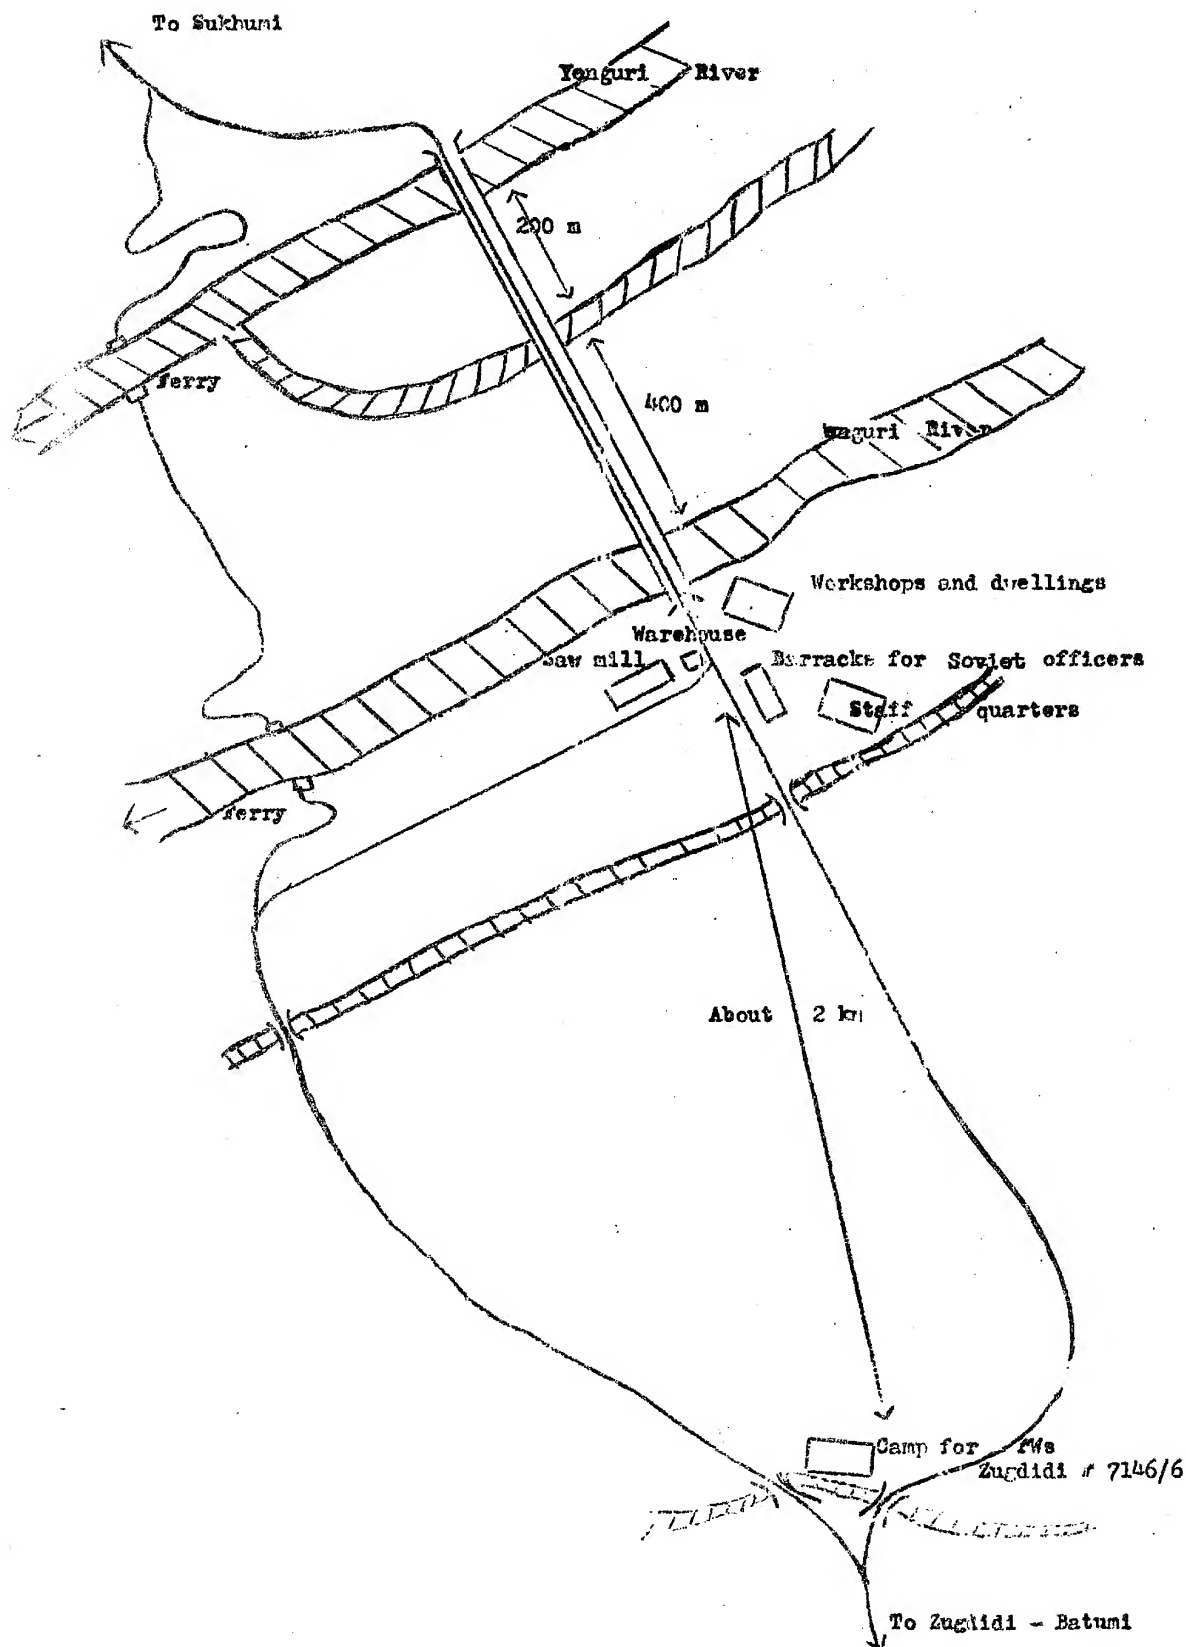 To Sukhumi
Yenguri River
200 m
ferry
400 m
River
Workshops and dwellings
Warehouse
Saw mill
Barracks for Soviet officers
Staff quarters
ferry
About 2 km
Camp for PWs
Zugdidi # 7146/6
To Zugdidi - Batumi